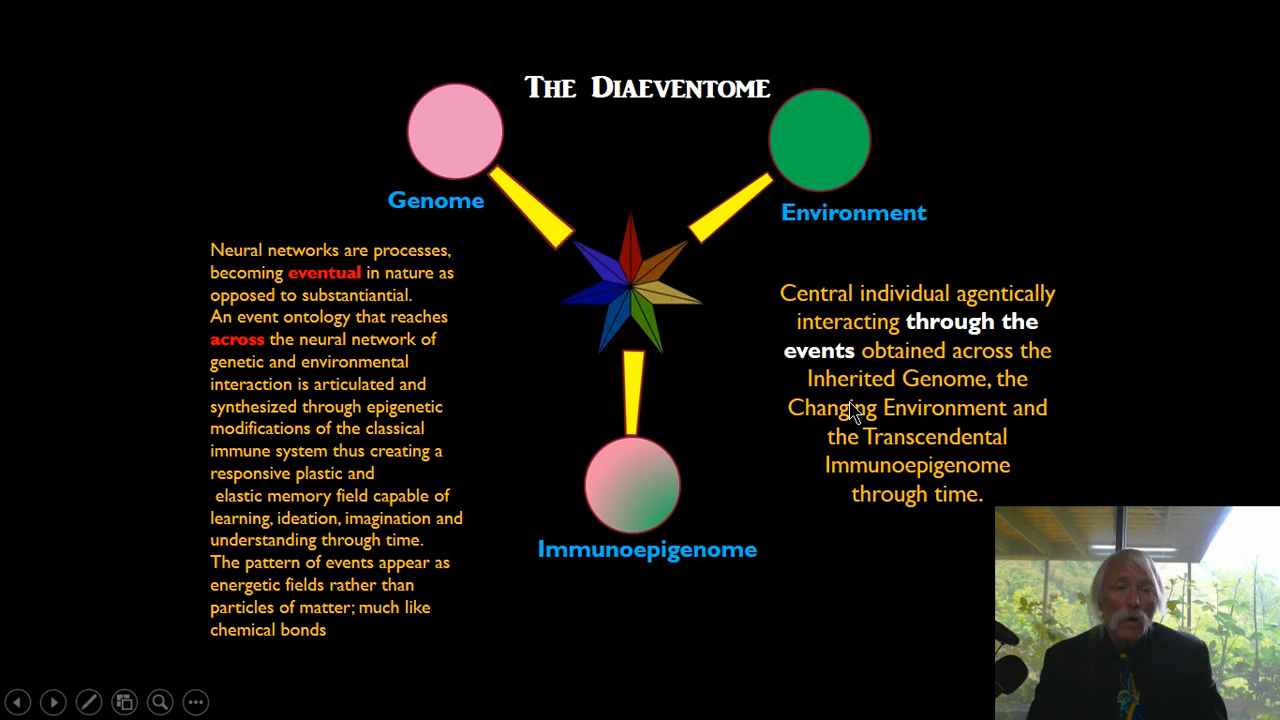 The Diaeventome
Genome
Environment
Neural networks are processes,
becoming eventual in nature as
opposed to substantiantial.
An event ontology that reaches
across the neural network of
genetic and environmental
interaction is articulated and
synthesized through epigenetic
modifications of the classical
immune system thus creating a
responsive plastic and
elastic memory field capable of
learning, ideation, imagination and
understanding through time.
The pattern of events appear as
energetic fields rather than
particles of matter; much like
chemical bonds
Central individual agentically
interacting through the
events obtained across the
Inherited Genome, the
Changing Environment and
the Transcendental
Immunoepigenome
through time.
Immunoepigenome